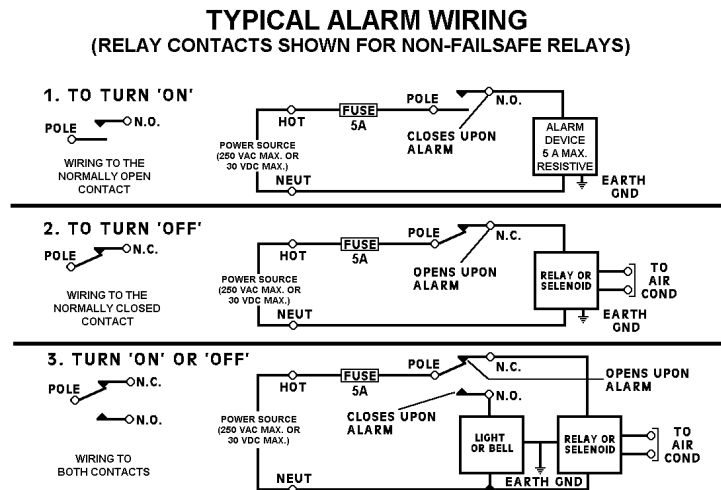 TYPICAL ALARM WIRING
(RELAY CONTACTS SHOWN FOR NON-FAILSAFE RELAYS)
1. TO TURN 'ON'
POLE
N.O.
WIRING TO THE
NORMALLY OPEN
CONTACT
HOT
FUSE
5A
POLE
N.O.
CLOSES UPON
ALARM
POWER SOURCE
(250 VAC MAX. OR
30 VDC MAX.)
NEUT
ALARM
DEVICE
5 A MAX.
RESISTIVE
EARTH
GND
2. TO TURN 'OFF'
POLE
N.C.
WIRING TO THE
NORMALLY CLOSED
CONTACT
HOT
FUSE
5A
POLE
N.C.
OPENS UPON
ALARM
POWER SOURCE
(250 VAC MAX. OR
30 VDC MAX.)
NEUT
RELAY OR
SELENOID
TO
AIR
COND
EARTH
GND
3. TURN 'ON' OR 'OFF'
POLE
N.C.
N.O.
WIRING TO
BOTH CONTACTS
HOT
FUSE
5A
POLE
N.C.
OPENS UPON
ALARM
N.O.
CLOSES UPON
ALARM
POWER SOURCE
(250 VAC MAX. OR
30 VDC MAX.)
NEUT
LIGHT
OR BELL
RELAY OR
SELENOID
TO
AIR
COND
EARTH GND